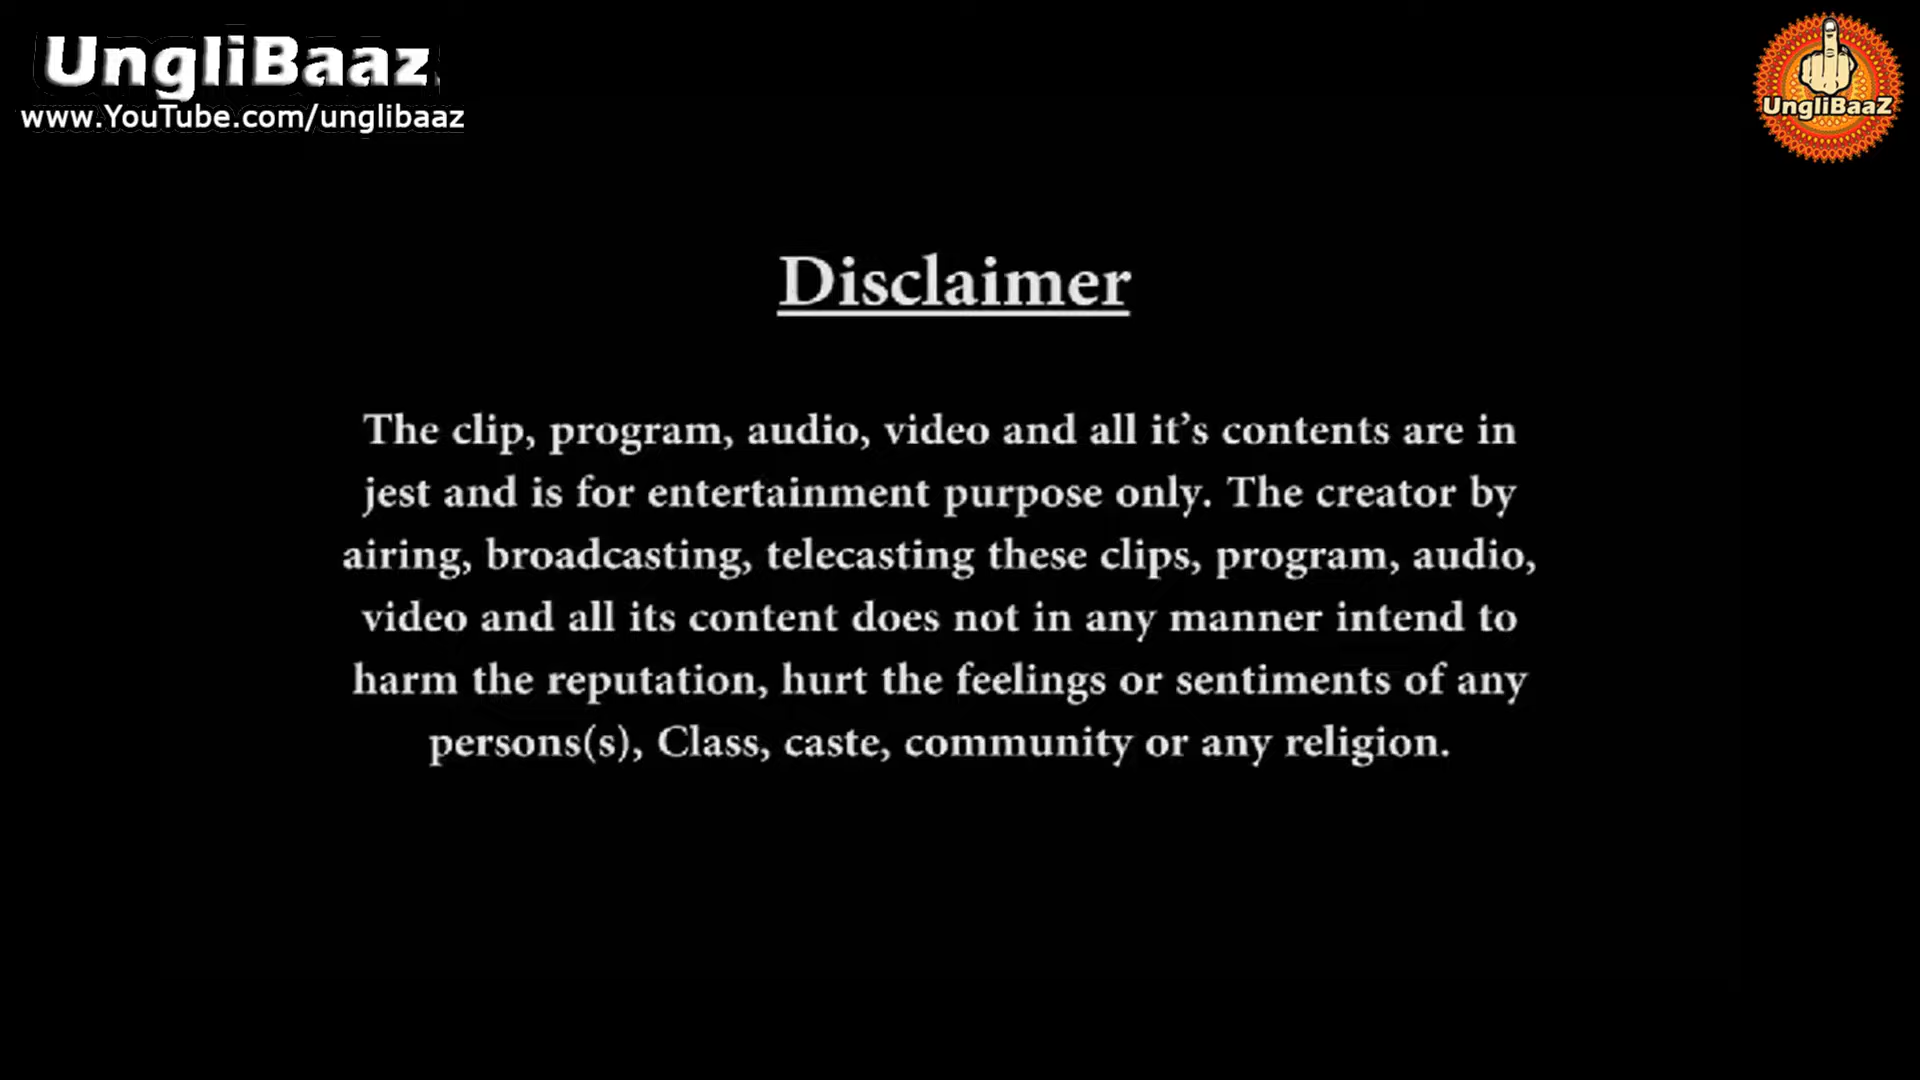 UngliBaaz
www.YouTube.com/unglibaaz
UngliBaaZ
Disclaimer
The clip, program, audio, video and all it’s contents are in
jest and is for entertainment purpose only. The creator by
airing, broadcasting, telecasting these clips, program, audio,
video and all its content does not in any manner intend to
harm the reputation, hurt the feelings or sentiments of any
persons(s), Class, caste, community or any religion.